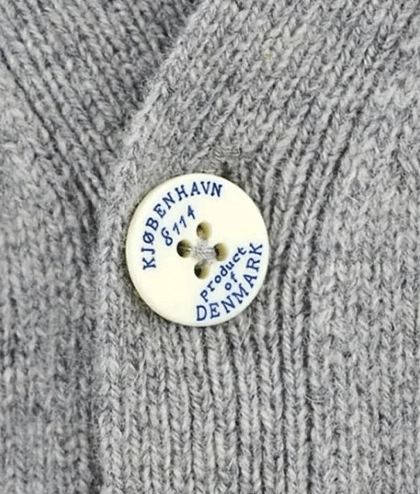 KJØBENHAVN
8114
product
of
DENMARK